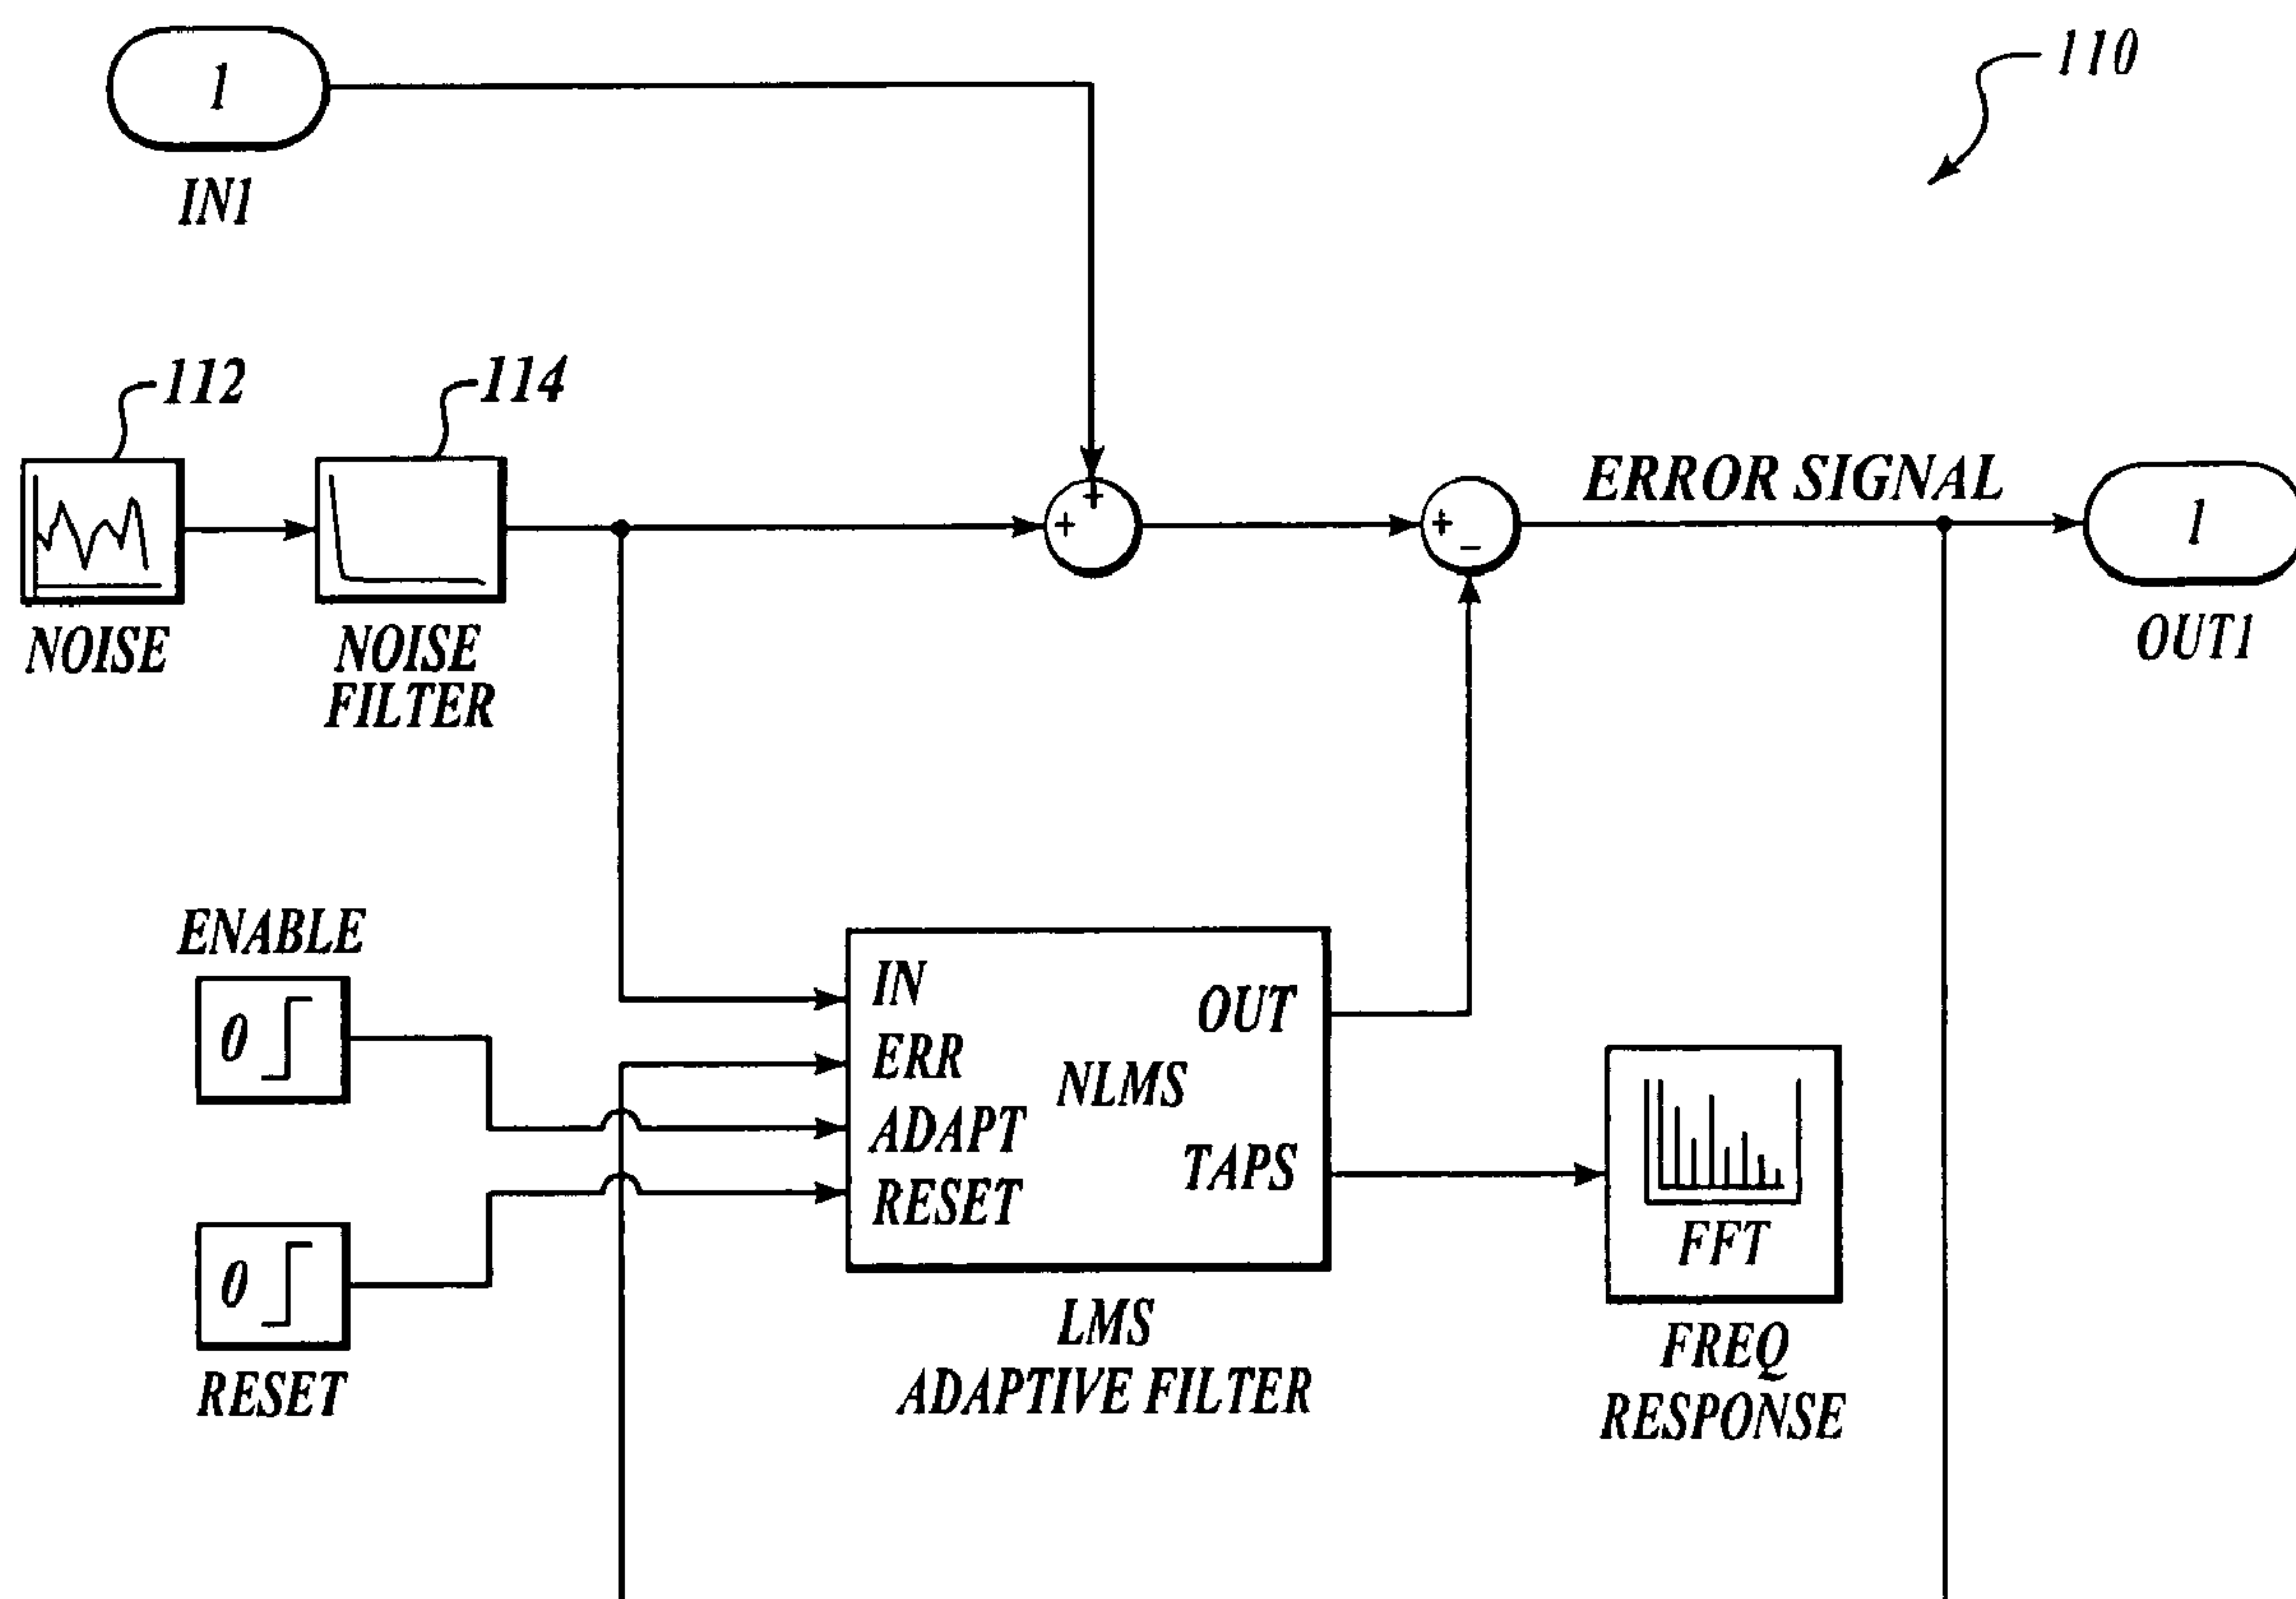 1
IN1
110
112
114
NOISE
NOISE
FILTER
+
+
+
−
ERROR SIGNAL
1
OUT1
ENABLE
0
0
RESET
IN
ERR
ADAPT
RESET
NLMS
OUT
TAPS
LMS
ADAPTIVE FILTER
FFT
FREQ
RESPONSE